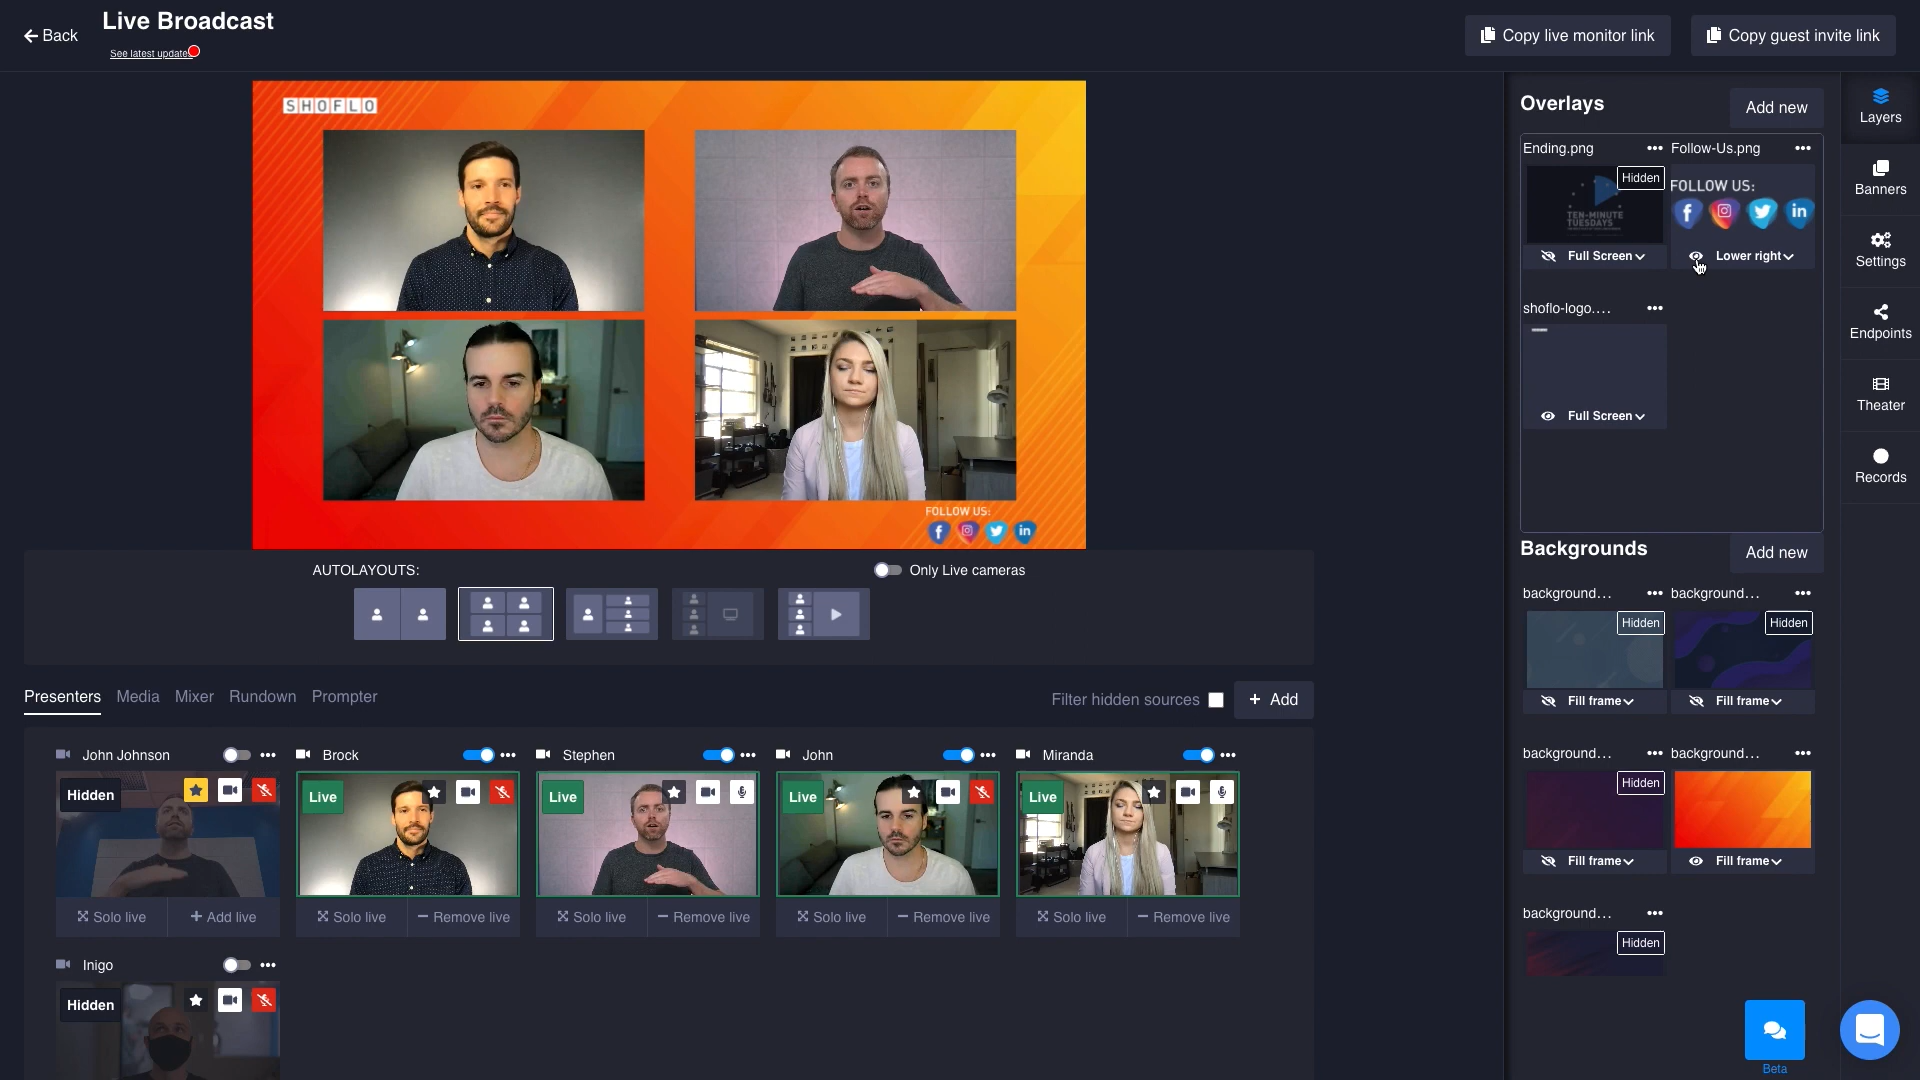 Back
Live Broadcast
See latest update
Copy live monitor link
Copy guest invite link
SHOFLO
FOLLOW US:
AUTOLAYOUTS:
Only Live cameras
Presenters Media Mixer Rundown Prompter
Filter hidden sources
+ Add
John Johnson
Hidden
Solo live
+ Add live
Brock
Live
Solo live
Remove live
Stephen
Live
Solo live
Remove live
John
Live
Solo live
Remove live
Miranda
Live
Solo live
Remove live
Inigo
Hidden
Overlays
Add new
Ending.png
Hidden
TEN-MINUTE
TUESDAYS
Full Screen
Follow-Us.png
FOLLOW US:
Lower right
shoflo-logo....
Full Screen
Backgrounds
Add new
background...
Hidden
Fill frame
background...
Hidden
Fill frame
background...
Hidden
Fill frame
background...
Fill frame
background...
Hidden
Layers
Banners
Settings
Endpoints
Theater
Records
Beta